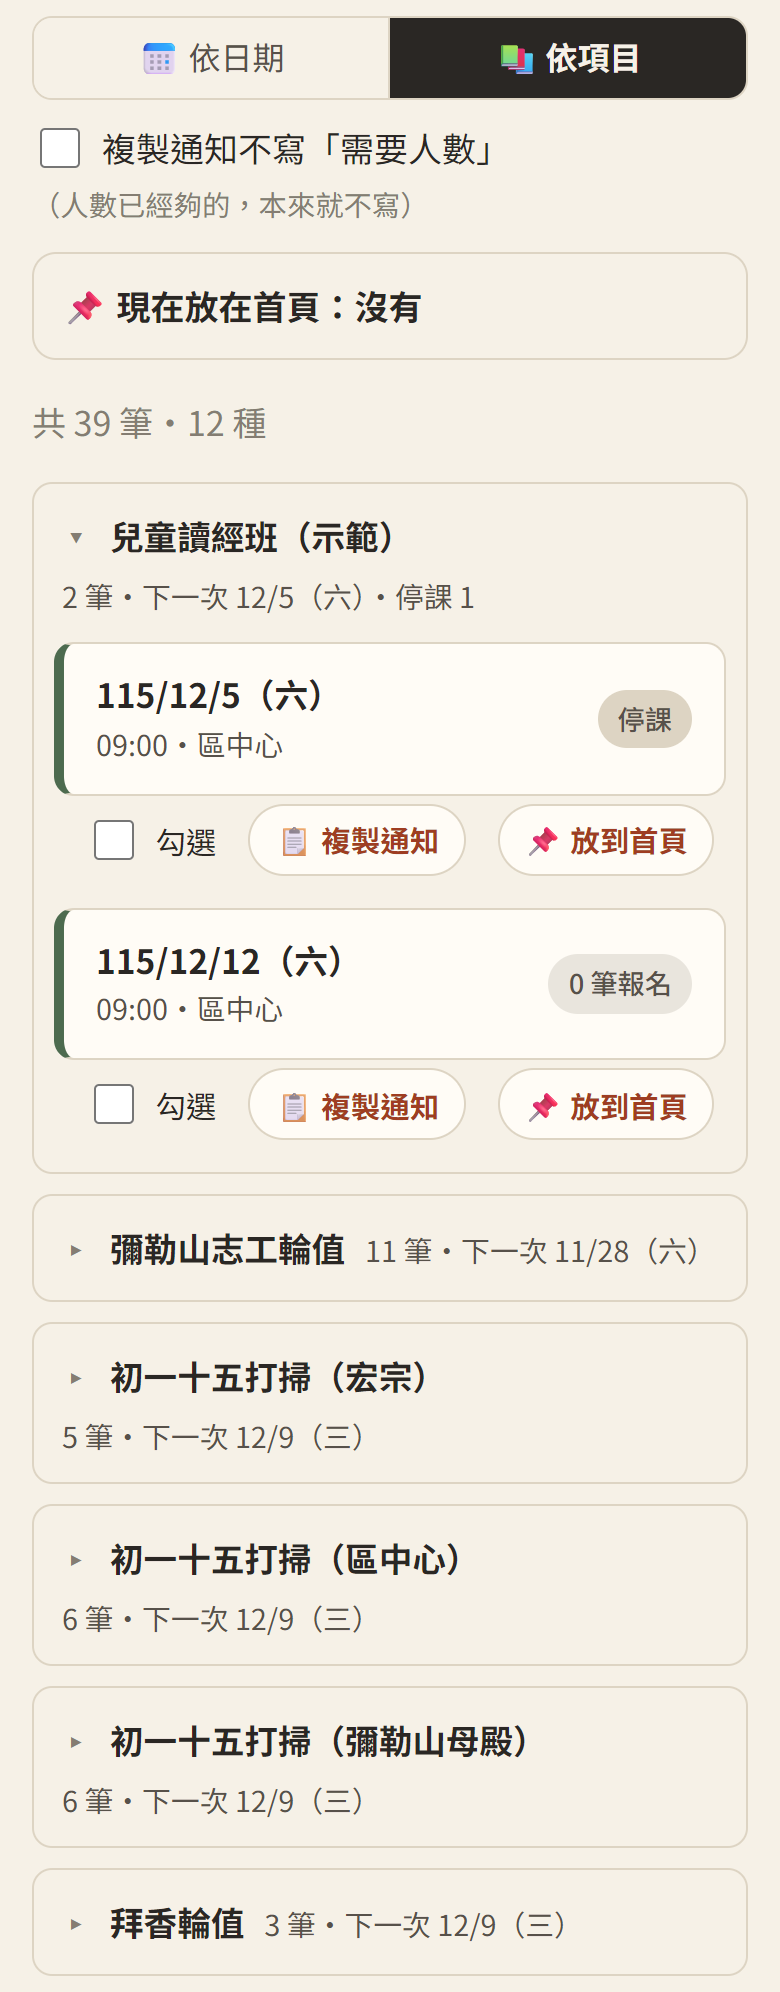 依日期
依項目
複製通知不寫「需要人數」
（人數已經夠的，本來就不寫）
現在放在首頁：沒有
共 39 筆・12 種
兒童讀經班（示範）
2 筆・下一次 12/5（六）・停課 1
115/12/5（六）
09:00・區中心
停課
勾選
複製通知
放到首頁
115/12/12（六）
09:00・區中心
0 筆報名
勾選
複製通知
放到首頁
彌勒山志工輪值 11 筆・下一次 11/28（六）
初一十五打掃（宏宗）
5 筆・下一次 12/9（三）
初一十五打掃（區中心）
6 筆・下一次 12/9（三）
初一十五打掃（彌勒山母殿）
6 筆・下一次 12/9（三）
拜香輪值 3 筆・下一次 12/9（三）